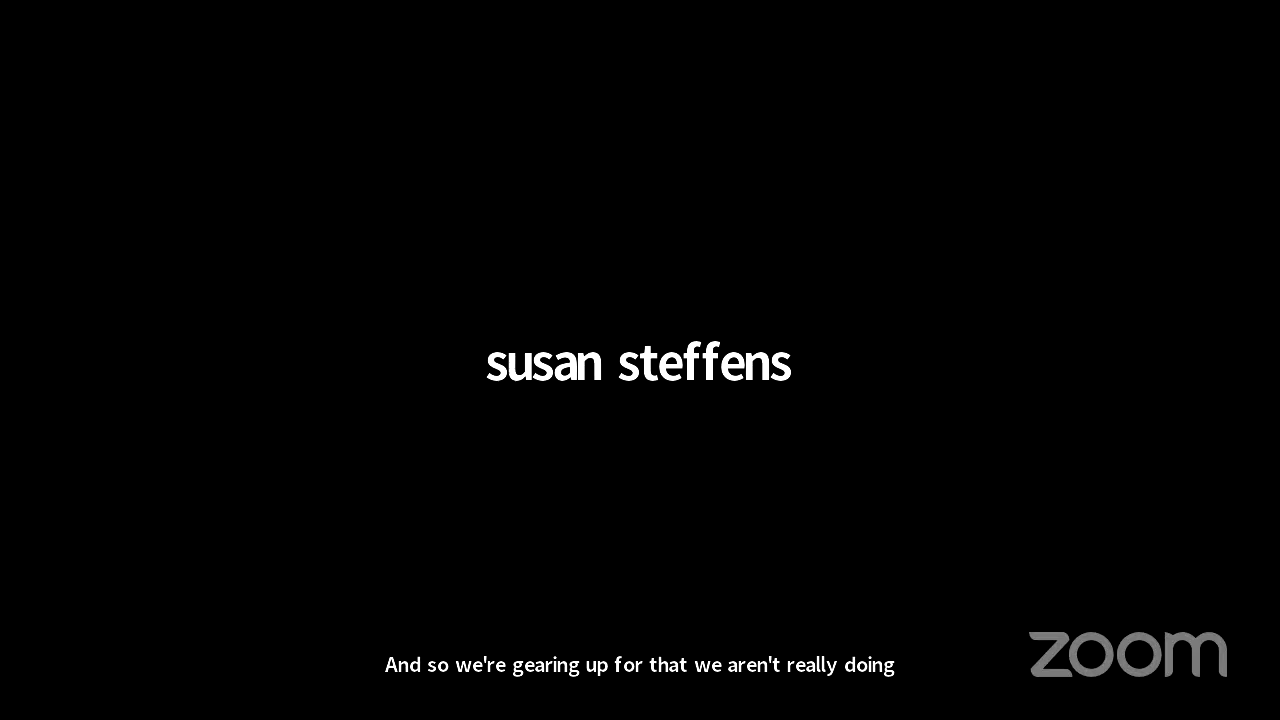 susan steffens
And so we're gearing up for that we aren't really doing
zoom